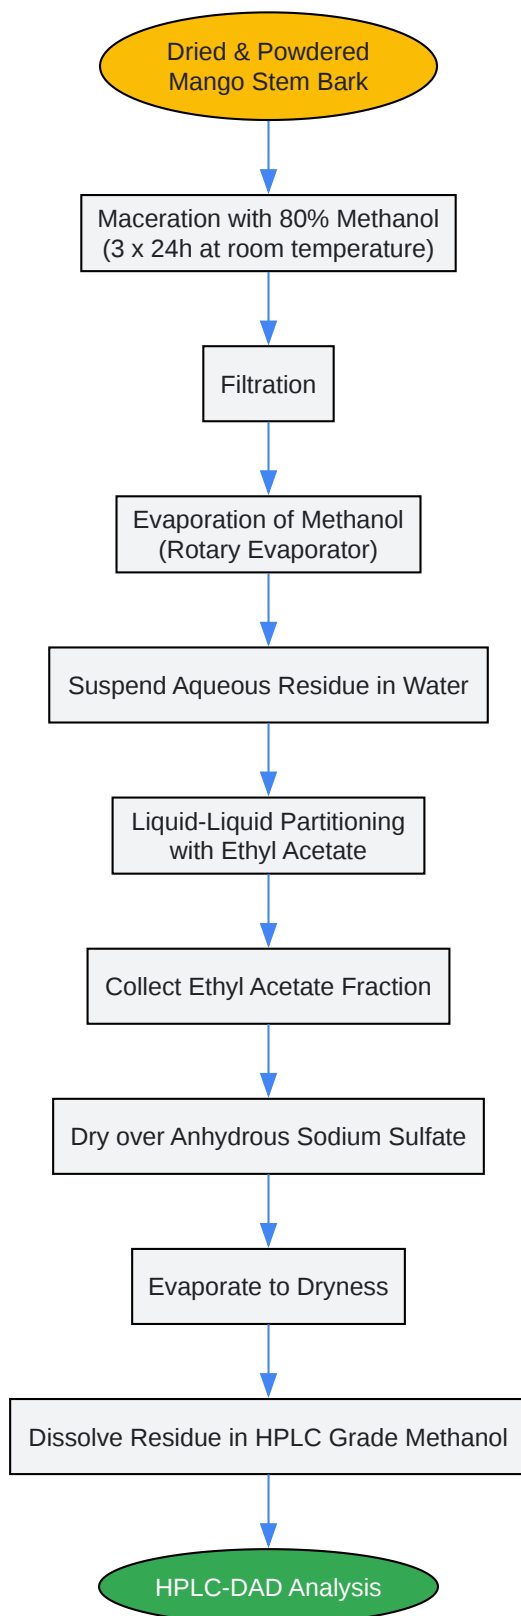 Dried & Powdered
Mango Stem Bark
Maceration with 80% Methanol
(3 x 24h at room temperature)
Filtration
Evaporation of Methanol
(Rotary Evaporator)
Suspend Aqueous Residue in Water
Liquid-Liquid Partitioning
with Ethyl Acetate
Collect Ethyl Acetate Fraction
Dry over Anhydrous Sodium Sulfate
Evaporate to Dryness
Dissolve Residue in HPLC Grade Methanol
HPLC-DAD Analysis